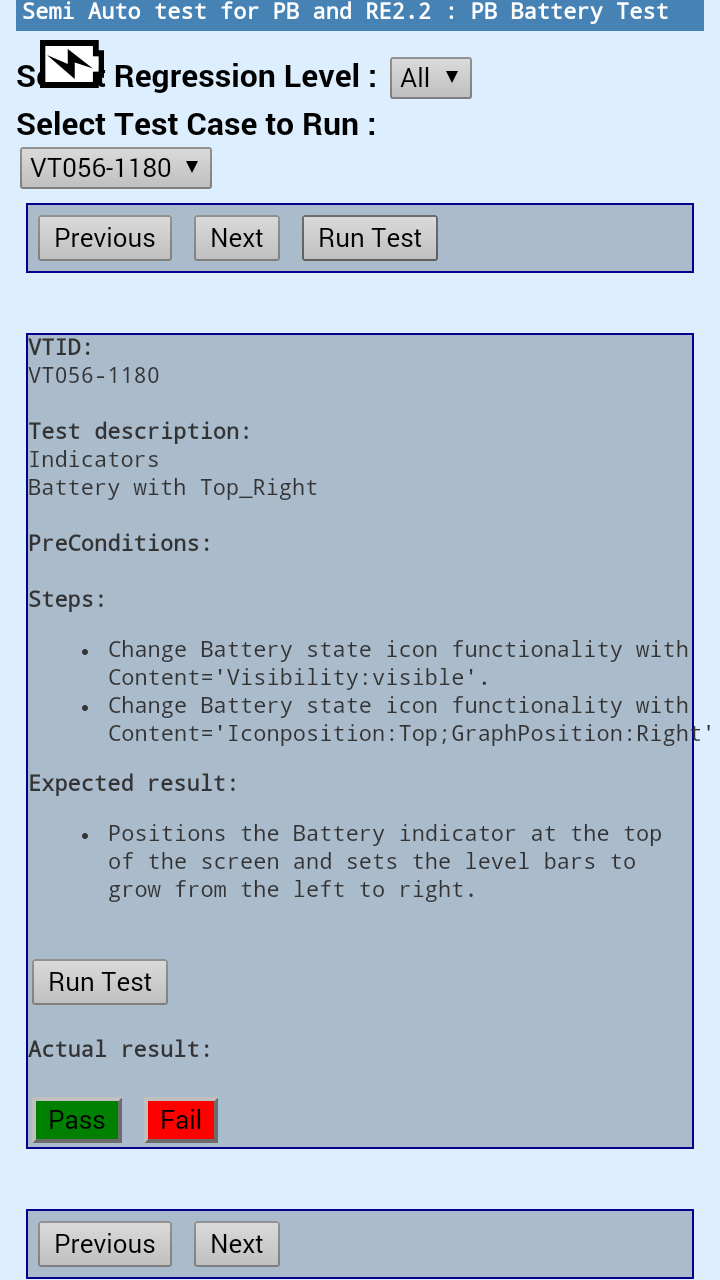 Semi Auto test for PB and RE2.2 : PB Battery Test
Regression Level : All ▼
Select Test Case to Run :
VT056-1180 ▼
Previous Next Run Test
VTID:
VT056-1180
Test description:
Indicators
Battery with Top_Right
PreConditions:
Steps:
• Change Battery state icon functionality with
Content='Visibility:visible'.
• Change Battery state icon functionality with
Content='Iconposition:Top;GraphPosition:Right'
Expected result:
• Positions the Battery indicator at the top
of the screen and sets the level bars to
grow from the left to right.
Run Test
Actual result:
Pass Fail
Previous Next